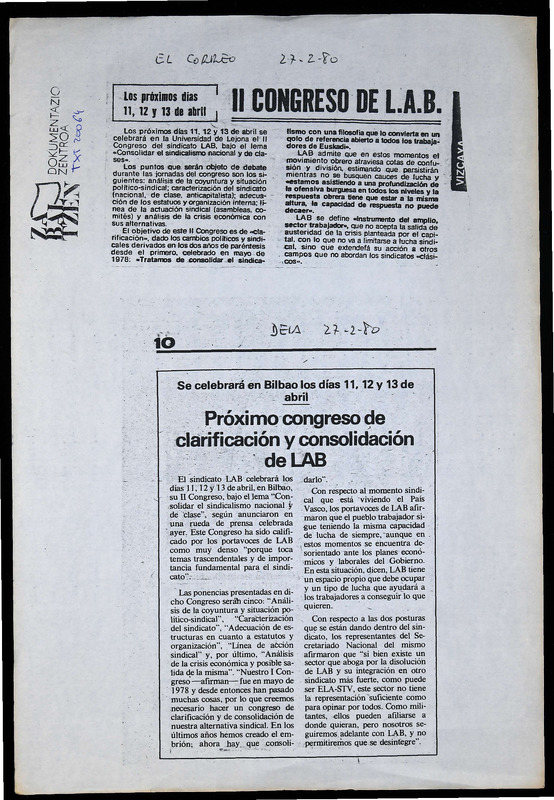 EL CORREO 27-2-80
DOKUMENTAZIO
ZENTROA
TXI 20064
Los próximos días
11, 12 y 13 de abril
II CONGRESO DE L.A.B.
VIZCAYA
Los próximos días 11, 12 y 13 de abril se
celebrará en la Universidad de Lejona el II
Congreso del sindicato LAB, bajo el lema
«Consolidar el sindicalismo nacional y de cla-
se».
Los puntos que serán objeto de debate
durante las jornadas del congreso son los si-
guientes: análisis de la coyuntura y situación
político-sindical; caracterización del sindicato
(nacional, de clase, anticapitalista); adecua-
ción de los estatutos y organización interna; lí-
nea de la actuación sindical (asambleas, co-
mités) y análisis de la crisis económica con
sus alternativas.
El objetivo de este II Congreso es de «cla-
rificación», dado los cambios políticos y sindi-
cales derivados en los dos años de paréntesis
desde el primero, celebrado en mayo de
1978: «Tratamos de consolidar el sindica-
lismo con una filosofía que lo convierta en un
polo de referencia abierto a todos los trabaja-
dores de Euskadi».
LAB admite que en estos momentos el
movimiento obrero atraviesa cotas de confu-
sión y división, estimando que persistirán
mientras no se busquen cauces de lucha y
«estamos asistiendo a una profundización de
la ofensiva burguesa en todos los niveles y la
respuesta obrera tiene que estar a la misma
altura, la capacidad de respuesta no puede
decaer».
LAB se define «instrumento del amplio,
sector trabajador», que no acepta la salida de
austeridad de la crisis planteada por el capi-
tal, con lo que no va a limitarse a lucha sindi-
cal, sino que extenderá su acción a otros
campos que no abordan los sindicatos «clási-
cos».
DEIA 27-2-80
10
Se celebrará en Bilbao los días 11, 12 y 13 de
abril
Próximo congreso de
clarificación y consolidación
de LAB
El sindicato LAB celebrará los
días 11, 12 y 13 de abril, en Bilbao,
su II Congreso, bajo el lema "Con-
solidar el sindicalismo nacional y
de clase", según anunciaron en
una rueda de prensa celebrada
ayer. Este Congreso ha sido califi-
cado por los portavoces de LAB
como muy denso "porque toca
temas trascendentales y de impor-
tancia fundamental para el sindi-
cato".
Las ponencias presentadas en di-
cho Congreso serán cinco: "Análi-
sis de la coyuntura y situación po-
lítico-sindical", "Caracterización
del sindicato", "Adecuación de es-
tructuras en cuanto a estatutos y
organización", "Línea de acción
sindical" y, por último, "Análisis
de la crisis económica y posible sa-
lida de la misma". "Nuestro I Con-
greso —afirman— fue en mayo de
1978 y desde entonces han pasado
muchas cosas, por lo que creemos
necesario hacer un congreso de
clarificación y de consolidación de
nuestra alternativa sindical. En los
últimos años hemos creado el em-
brión; ahora hay que consoli-
darlo".
Con respecto al momento sindi-
cal que está viviendo el País
Vasco, los portavoces de LAB afir-
maron que el pueblo trabajador si-
gue teniendo la misma capacidad
de lucha de siempre, aunque en
estos momentos se encuentra de-
sorientado ante los planes econó-
micos y laborales del Gobierno.
En esta situación, dicen, LAB tiene
un espacio propio que debe ocupar
y un tipo de lucha que ayudará a
los trabajadores a conseguir lo que
quieren.
Con respecto a las dos posturas
que se están dando dentro del sin-
dicato, los representantes del Se-
cretariado Nacional del mismo
afirmaron que "si bien existe un
sector que aboga por la disolución
de LAB y su integración en otro
sindicato más fuerte, como puede
ser ELA-STV, este sector no tiene
la representación suficiente como
para opinar por todos. Como mili-
tantes, ellos pueden afiliarse a
donde quieran, pero nosotros se-
guiremos adelante con LAB, y no
permitiremos que se desintegre".